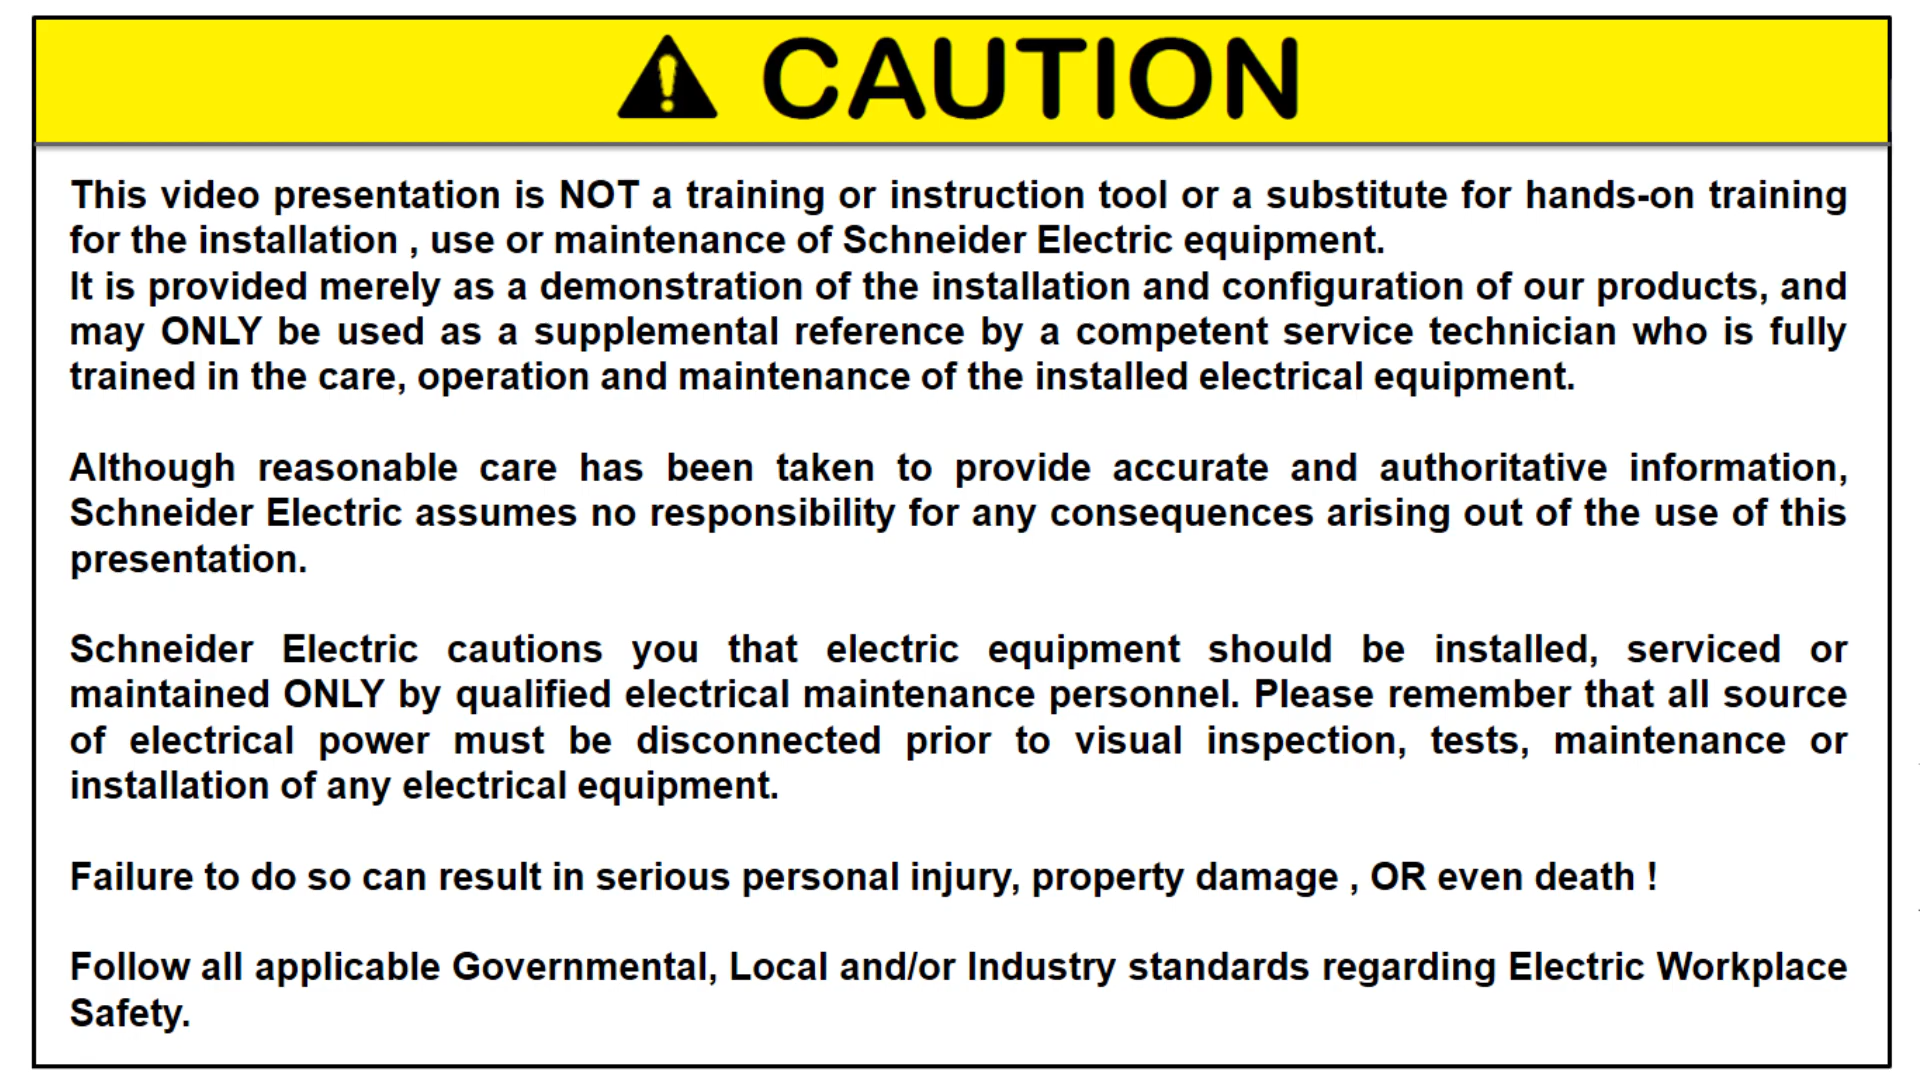 CAUTION
This video presentation is NOT a training or instruction tool or a substitute for hands-on training
for the installation , use or maintenance of Schneider Electric equipment.
It is provided merely as a demonstration of the installation and configuration of our products, and
may ONLY be used as a supplemental reference by a competent service technician who is fully
trained in the care, operation and maintenance of the installed electrical equipment.
Although reasonable care has been taken to provide accurate and authoritative information,
Schneider Electric assumes no responsibility for any consequences arising out of the use of this
presentation.
Schneider Electric cautions you that electric equipment should be installed, serviced or
maintained ONLY by qualified electrical maintenance personnel. Please remember that all source
of electrical power must be disconnected prior to visual inspection, tests, maintenance or
installation of any electrical equipment.
Failure to do so can result in serious personal injury, property damage , OR even death !
Follow all applicable Governmental, Local and/or Industry standards regarding Electric Workplace
Safety.